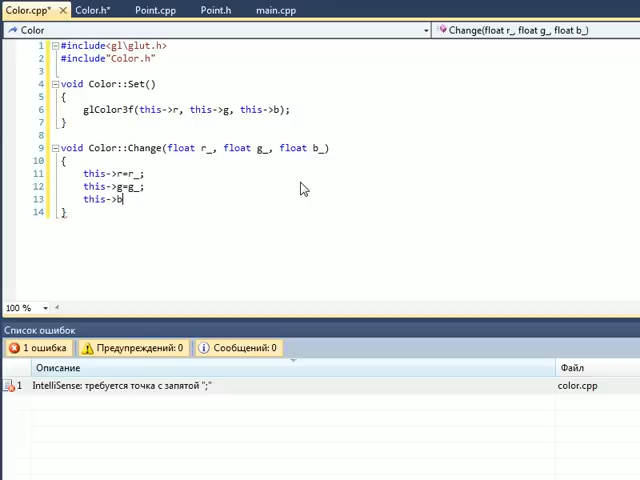 Color.cpp* Color.h* Point.cpp Point.h main.cpp
Color Change(float r_, float g_, float b_)
1 #include<gl\glut.h>
2 #include"Color.h"
3
4 void Color::Set()
5 {
6 glColor3f(this->r, this->g, this->b);
7 }
8
9 void Color::Change(float r_, float g_, float b_)
10 {
11 this->r=r_;
12 this->g=g_;
13 this->b
14 }
100 %
Список ошибок
1 ошибка Предупреждений: 0 Сообщений: 0
Описание Файл
1 IntelliSense: требуется точка с запятой ";" color.cpp